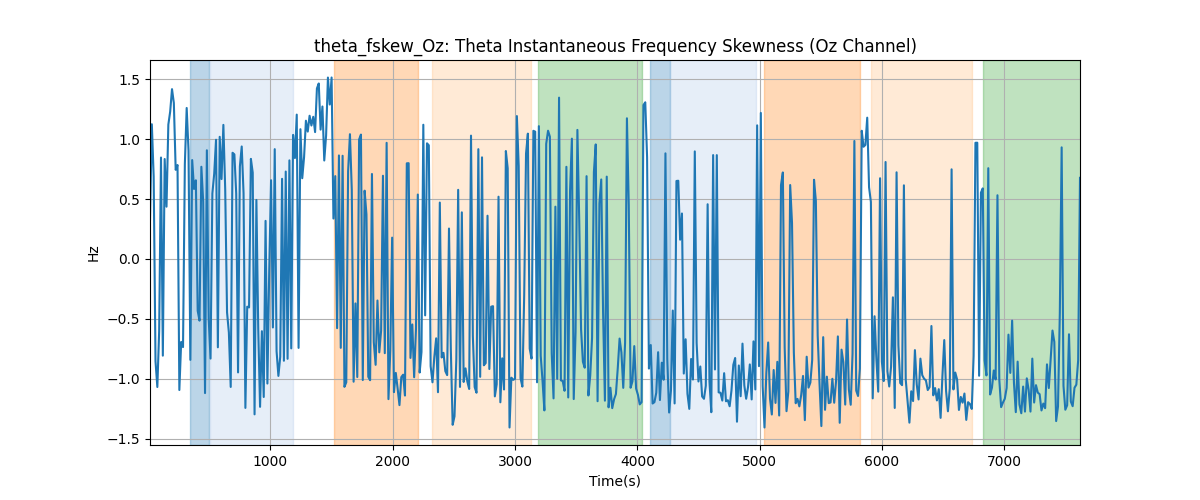 theta_fskew_Oz: Theta Instantaneous Frequency Skewness (Oz Channel)
1.5
1.0
0.5
0.0
−0.5
−1.0
−1.5
Hz
1000 2000 3000 4000 5000 6000 7000
Time(s)